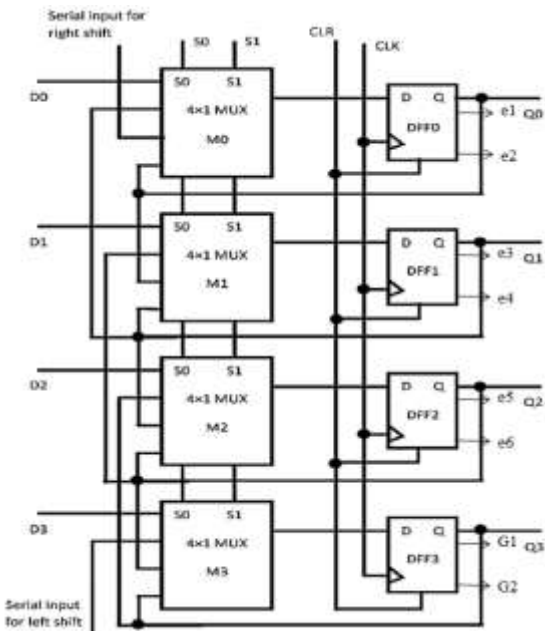 Serial input for
right shift
S0 S1
CLR
CLK
D0
S0 S1
4×1 MUX
M0
D Q
DFF0
e1 Q0
e2
D1
S0 S1
4×1 MUX
M1
D Q
DFF1
e3 Q1
e4
D2
S0 S1
4×1 MUX
M2
D Q
DFF2
e5 Q2
e6
D3
S0 S1
4×1 MUX
M3
D Q
DFF3
G1 Q3
G2
Serial input
for left shift